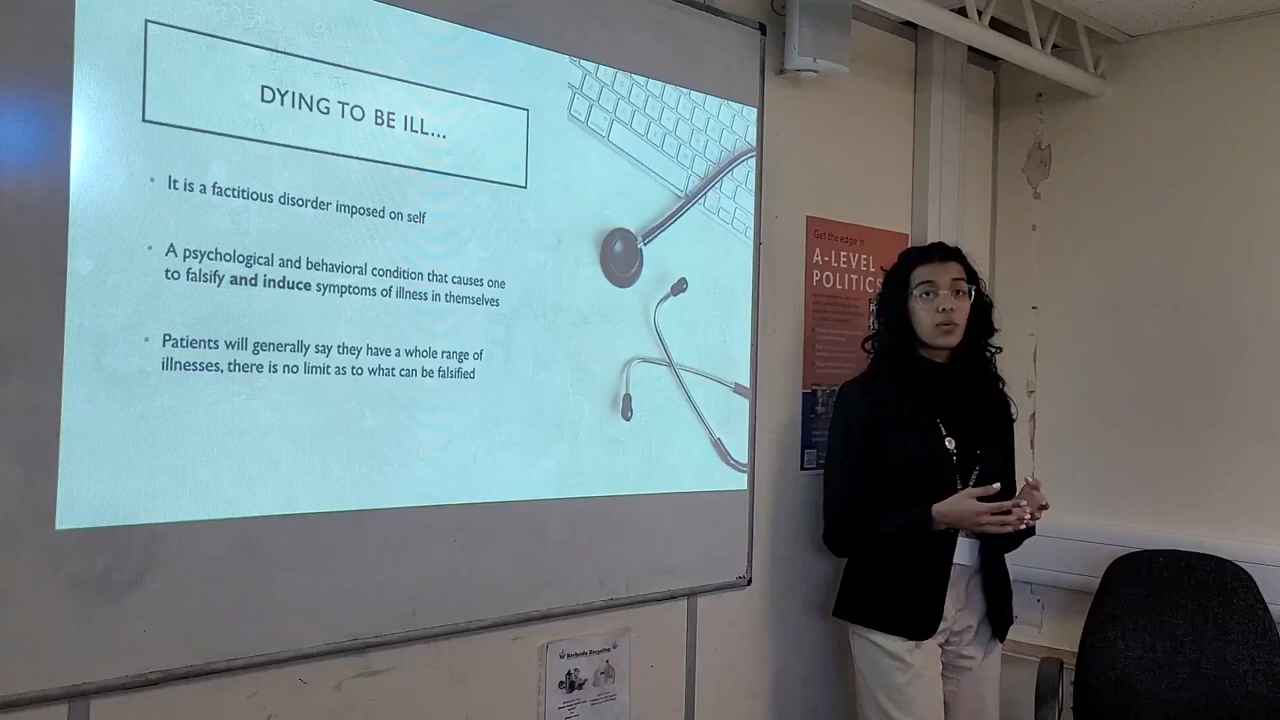 DYING TO BE ILL...
It is a factitious disorder imposed on self
A psychological and behavioral condition that causes one
to falsify and induce symptoms of illness in themselves
Patients will generally say they have a whole range of
illnesses, there is no limit as to what can be falsified
Get the edge in
A-LEVEL
POLITICS
Kerbside Recycling